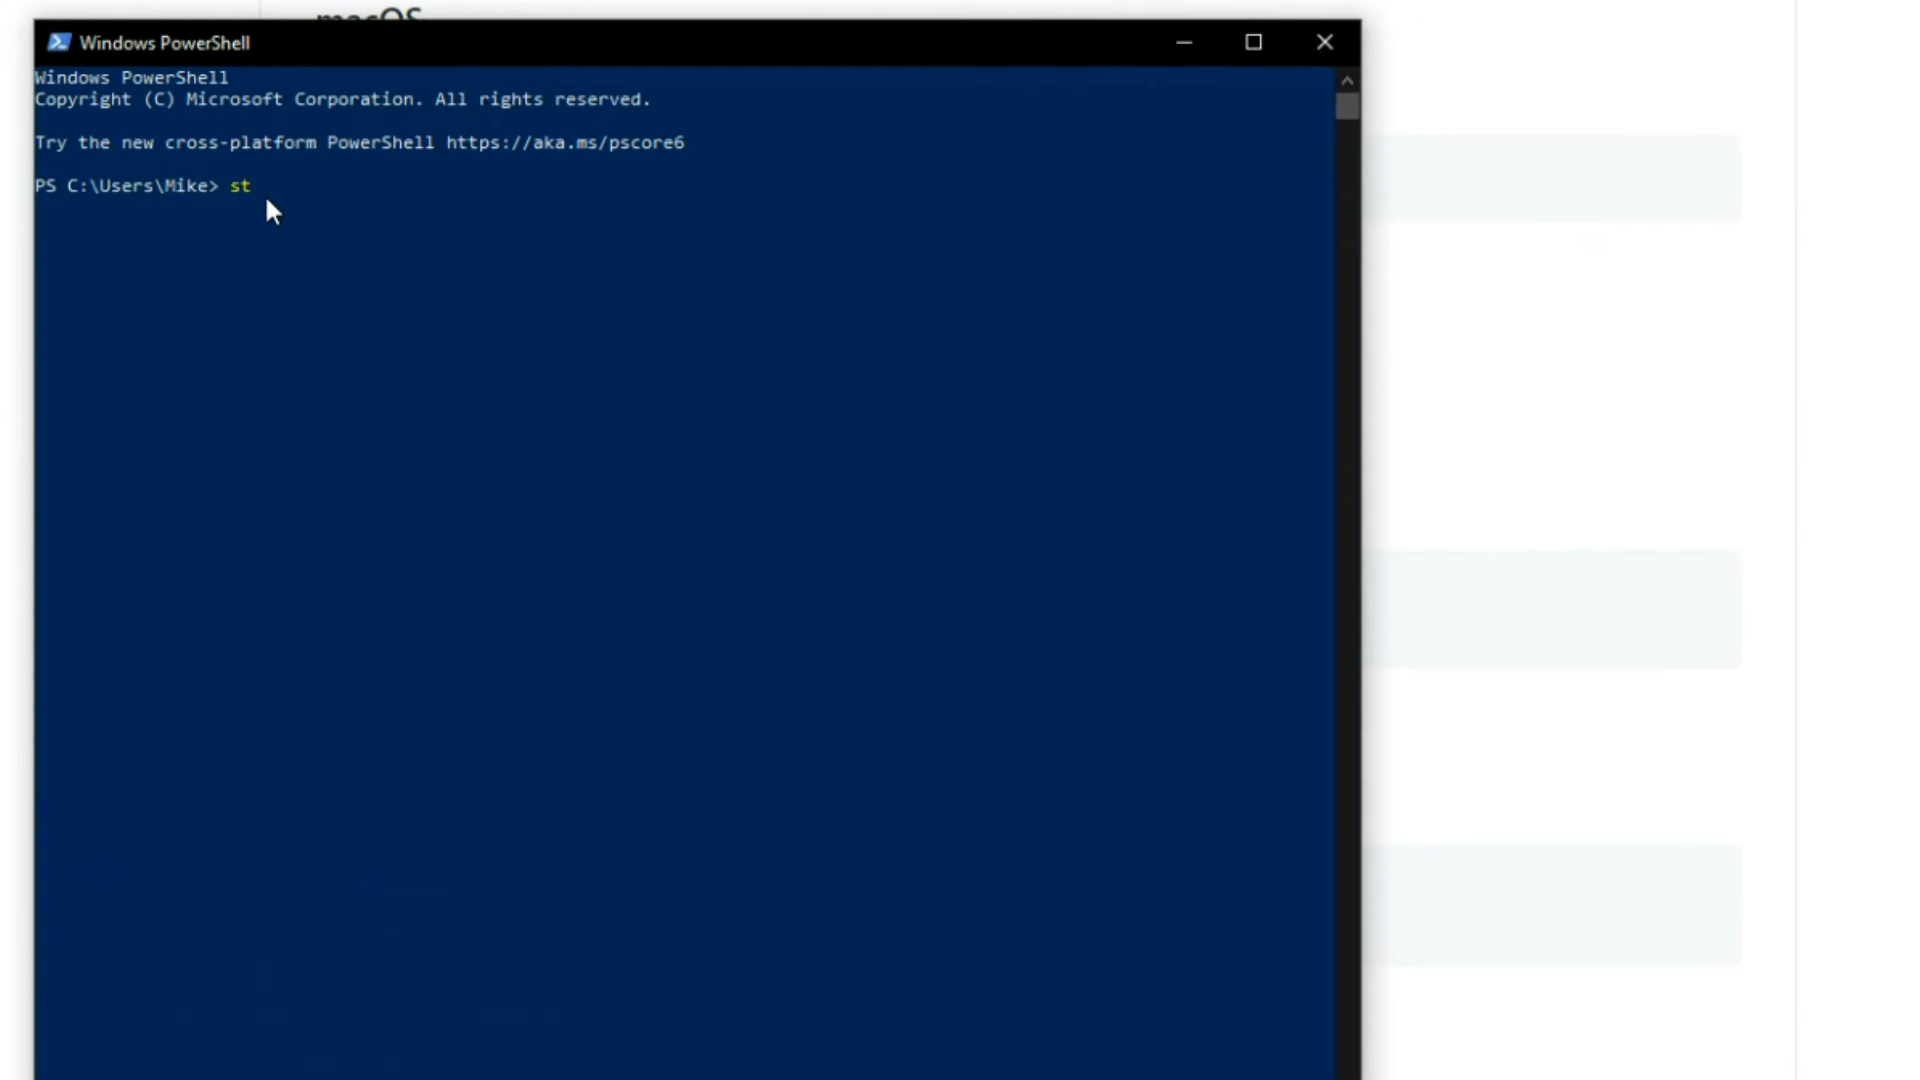 macOS
Windows PowerShell
Windows PowerShell
Copyright (C) Microsoft Corporation. All rights reserved.
Try the new cross-platform PowerShell https://aka.ms/pscore6
PS C:\Users\Mike> st